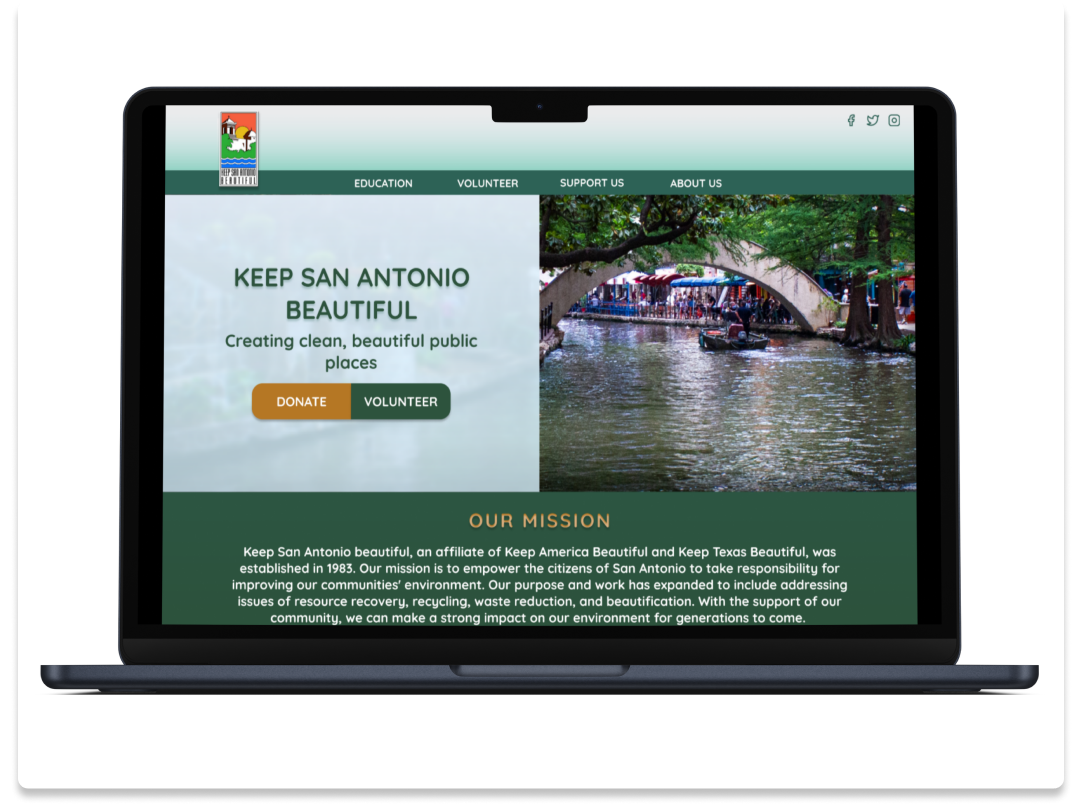 KEEP SAN ANTONIO
BEAUTIFUL
EDUCATION VOLUNTEER SUPPORT US ABOUT US
KEEP SAN ANTONIO
BEAUTIFUL
Creating clean, beautiful public
places
DONATE VOLUNTEER
OUR MISSION
Keep San Antonio beautiful, an affiliate of Keep America Beautiful and Keep Texas Beautiful, was
established in 1983. Our mission is to empower the citizens of San Antonio to take responsibility for
improving our communities' environment. Our purpose and work has expanded to include addressing
issues of resource recovery, recycling, waste reduction, and beautification. With the support of our
community, we can make a strong impact on our environment for generations to come.